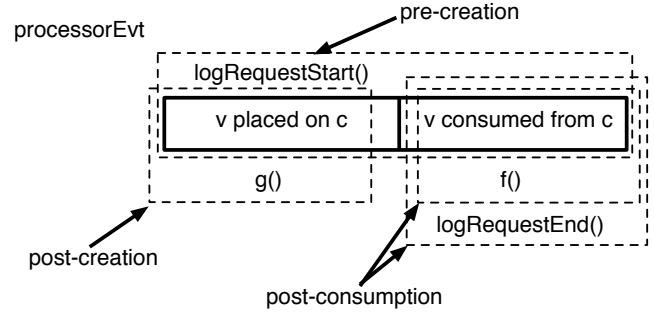 pre-creation
processorEvt
logRequestStart()
v placed on c
v consumed from c
g()
f()
logRequestEnd()
post-creation
post-consumption